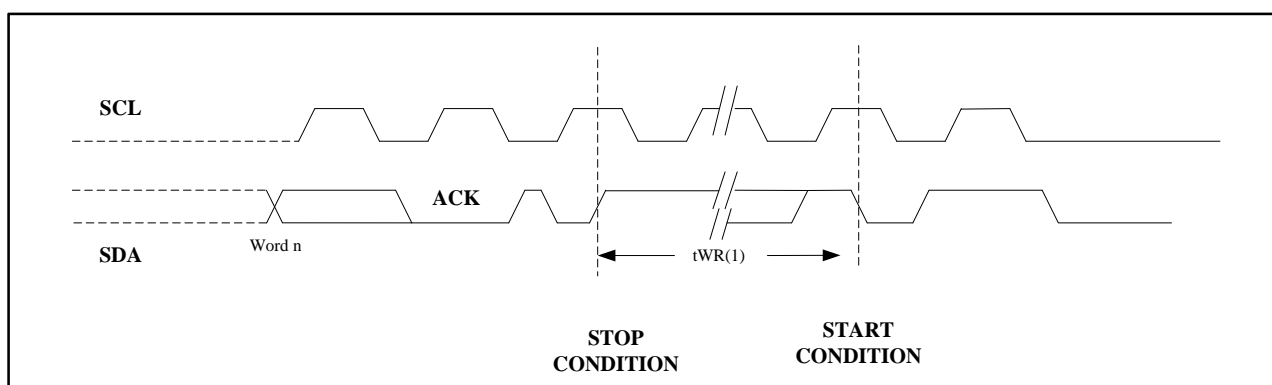 SCL
ACK
Word n
SDA
tWR(1)
STOP
CONDITION
START
CONDITION